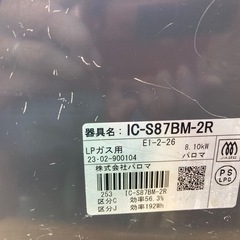 器具名: IC-S87BM-2R
E1-2-26
LPガス用 8.10kW
23・02-900104 パロマ
株式会社パロマ
253 IC-S87BM-2R
区分C 効率56.3%
区分J 効率192Wh
PS
LPG